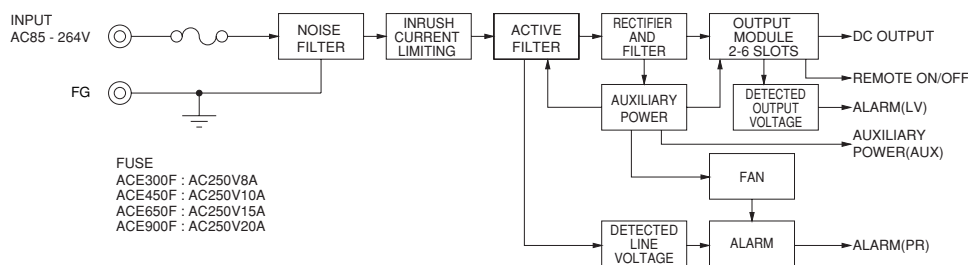 INPUT
AC85 - 264V
FG
FUSE
ACE300F : AC250V8A
ACE450F : AC250V10A
ACE650F : AC250V15A
ACE900F : AC250V20A
NOISE
FILTER
INRUSH
CURRENT
LIMITING
ACTIVE
FILTER
RECTIFIER
AND
FILTER
OUTPUT
MODULE
2-6 SLOTS
DC OUTPUT
REMOTE ON/OFF
AUXILIARY
POWER
DETECTED
OUTPUT
VOLTAGE
ALARM(LV)
AUXILIARY
POWER(AUX)
FAN
DETECTED
LINE
VOLTAGE
ALARM
ALARM(PR)